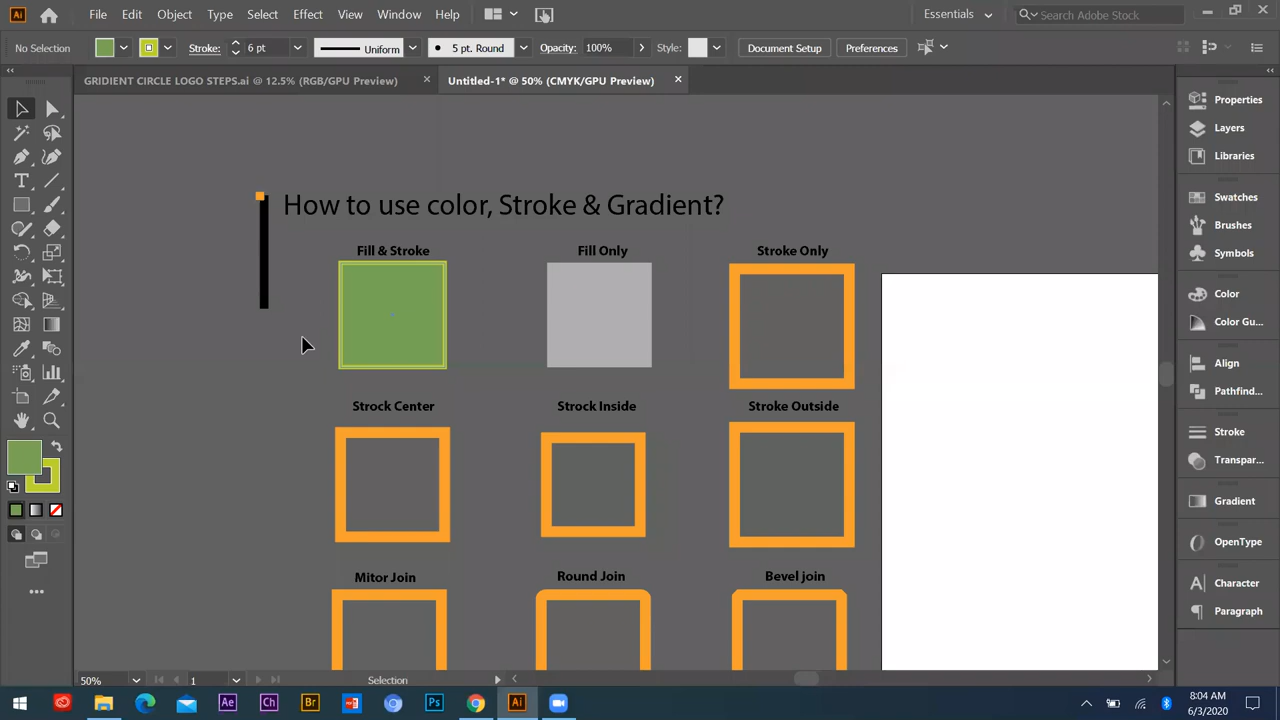 Ai File Edit Object Type Select Effect View Window Help Essentials Search Adobe Stock
No Selection Stroke: 6 pt Uniform 5 pt. Round Opacity: 100% Style: Document Setup Preferences
GRIDIENT CIRCLE LOGO STEPS.ai @ 12.5% (RGB/GPU Preview) × Untitled-1* @ 50% (CMYK/GPU Preview) ×
Properties
Layers
Libraries
Swatches
Brushes
Symbols
Color
Color Gu...
Align
Pathfind...
Stroke
Transpar...
Gradient
OpenType
Character
Paragraph
How to use color, Stroke & Gradient?
Fill & Stroke Fill Only Stroke Only
Strock Center Strock Inside Stroke Outside
Mitor Join Round Join Bevel join
50% 1 Selection
Ae Ch Br Ps Ai
8:04 AM
6/3/2020